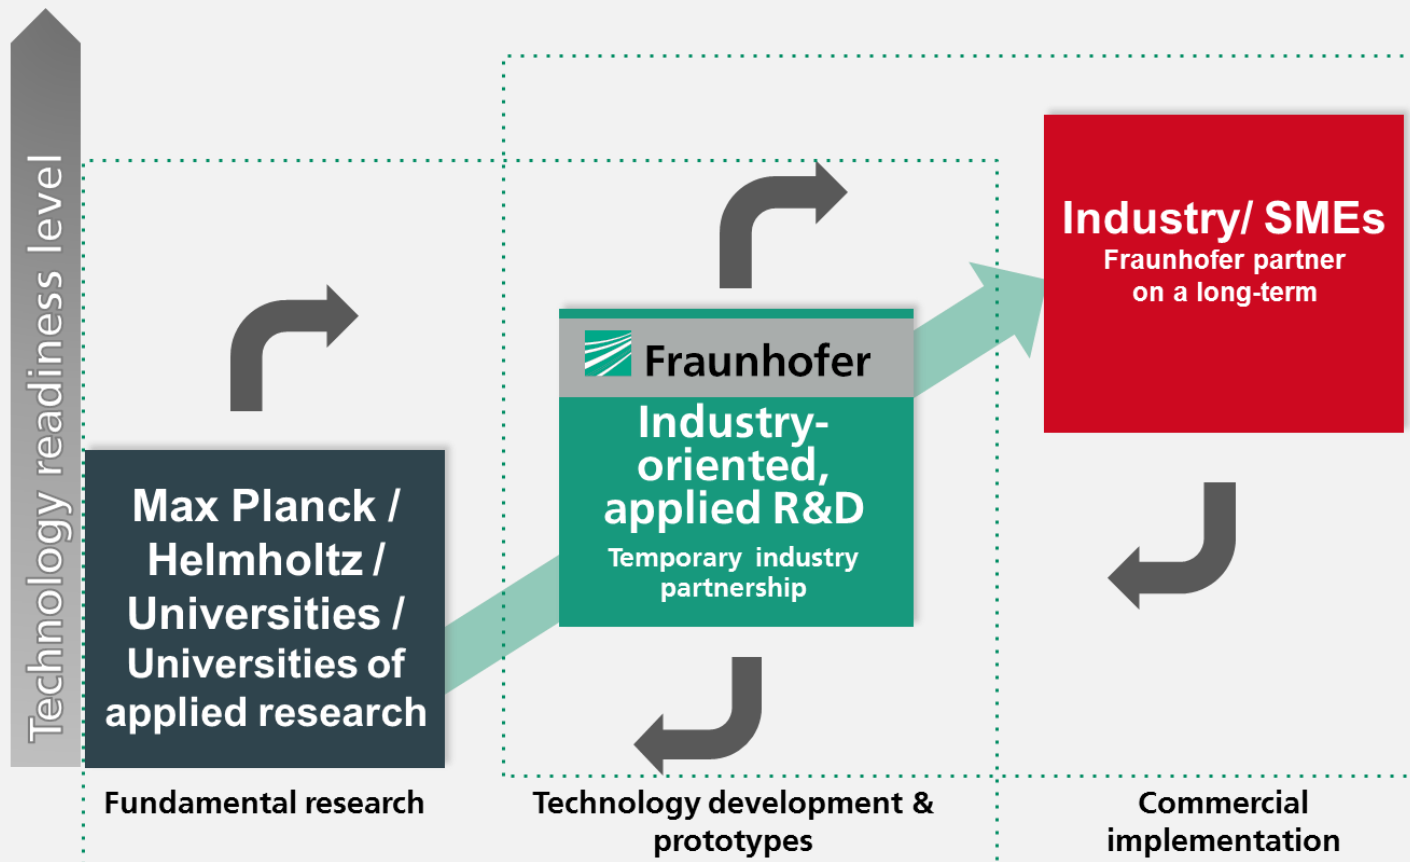 Technology readiness level
Max Planck /
Helmholtz /
Universities /
Universities of
applied research
Fundamental research
Fraunhofer
Industry-
oriented,
applied R&D
Temporary industry
partnership
Technology development &
prototypes
Industry/ SMEs
Fraunhofer partner
on a long-term
Commercial
implementation